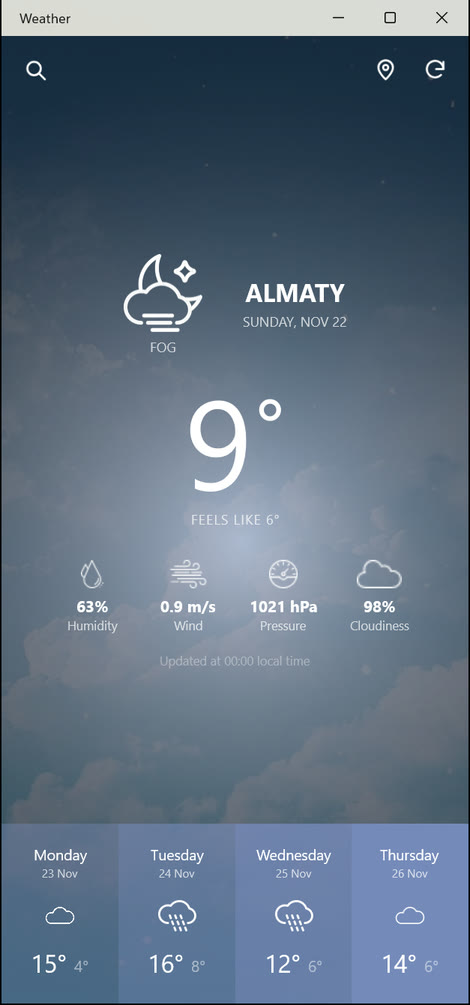 Weather
ALMATY
SUNDAY, NOV 22
FOG
9°
FEELS LIKE 6°
63% 0.9 m/s 1021 hPa 98%
Humidity Wind Pressure Cloudiness
Updated at 00:00 local time
Monday Tuesday Wednesday Thursday
23 Nov 24 Nov 25 Nov 26 Nov
15° 4° 16° 8° 12° 6° 14° 6°